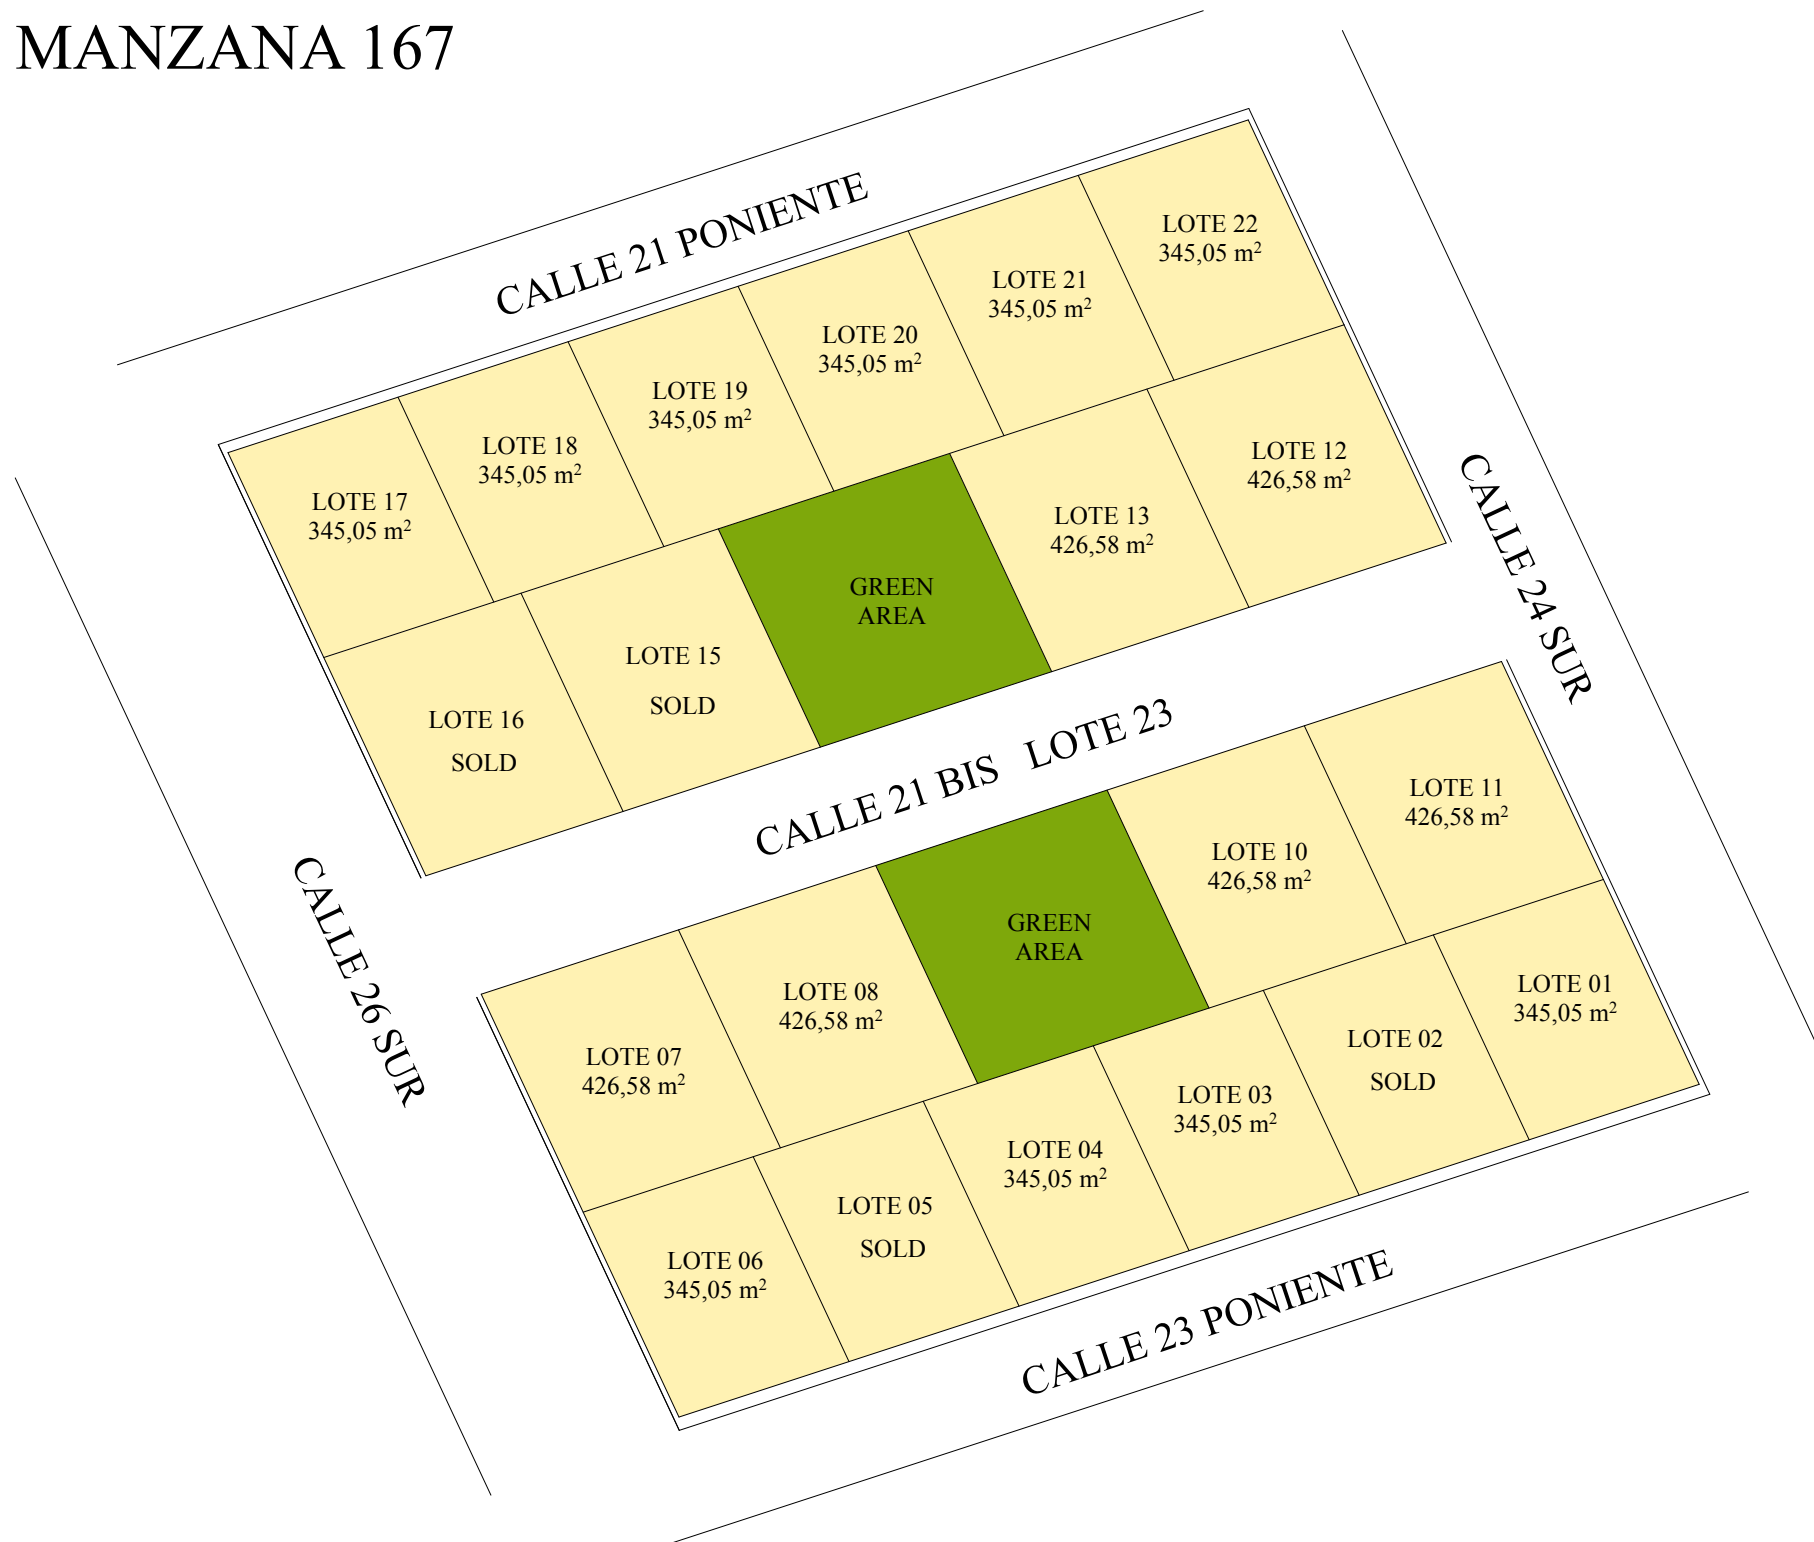 MANZANA 167
CALLE 21 PONIENTE
LOTE 22
345,05 m²
LOTE 21
345,05 m²
LOTE 20
345,05 m²
LOTE 19
345,05 m²
LOTE 18
345,05 m²
LOTE 17
345,05 m²
LOTE 12
426,58 m²
LOTE 13
426,58 m²
GREEN
AREA
LOTE 15
SOLD
LOTE 16
SOLD
CALLE 24 SUR
CALLE 21 BIS LOTE 23
CALLE 26 SUR
LOTE 11
426,58 m²
LOTE 10
426,58 m²
GREEN
AREA
LOTE 08
426,58 m²
LOTE 07
426,58 m²
LOTE 01
345,05 m²
LOTE 02
SOLD
LOTE 03
345,05 m²
LOTE 04
345,05 m²
LOTE 05
SOLD
LOTE 06
345,05 m²
CALLE 23 PONIENTE